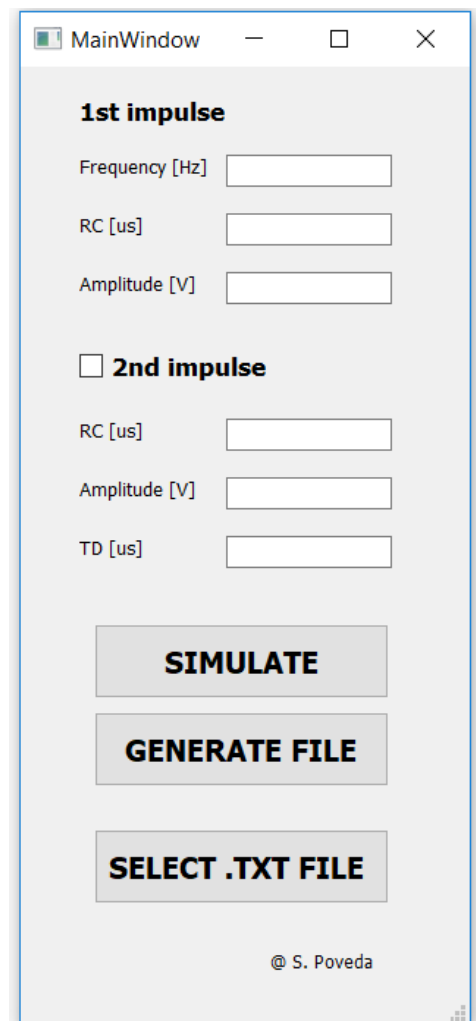 MainWindow
1st impulse
Frequency [Hz]
RC [us]
Amplitude [V]
2nd impulse
RC [us]
Amplitude [V]
TD [us]
SIMULATE
GENERATE FILE
SELECT .TXT FILE
@ S. Poveda